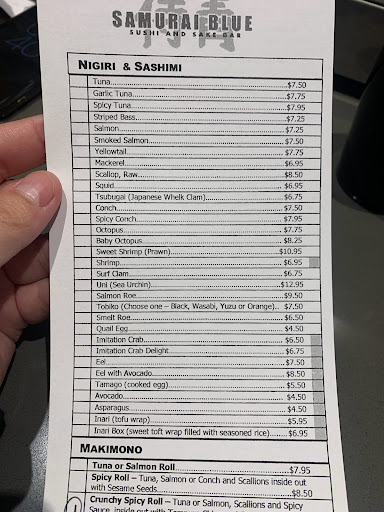 SAMURAI BLUE
SUSHI AND SAKE BAR
NIGIRI & SASHIMI
Tuna $7.50
Garlic Tuna $7.75
Spicy Tuna $7.95
Striped Bass $7.25
Salmon $7.25
Smoked Salmon $7.50
Yellowtail $7.75
Mackerel $6.95
Scallop, Raw $8.50
Squid $6.95
Tsubugai (Japanese Whelk Clam) $6.75
Conch $7.50
Spicy Conch $7.95
Octopus $7.75
Baby Octopus $8.25
Sweet Shrimp (Prawn) $10.95
Shrimp $6.95
Surf Clam $6.75
Uni (Sea Urchin) $12.95
Salmon Roe $9.50
Tobiko (Choose one – Black, Wasabi, Yuzu or Orange) $7.50
Smelt Roe $6.50
Quail Egg $4.50
Imitation Crab $6.50
Imitation Crab Delight $6.75
Eel $7.50
Eel with Avocado $8.50
Tamago (cooked egg) $5.50
Avocado $4.50
Asparagus $4.50
Inari (tofu wrap) $5.95
Inari Box (sweet toft wrap filled with seasoned rice) $6.95
MAKIMONO
Tuna or Salmon Roll $7.95
Spicy Roll – Tuna, Salmon or Conch and Scallions inside out
with Sesame Seeds $8.50
Crunchy Spicy Roll – Tuna or Salmon, Scallions and Spicy
Sauce, inside out with